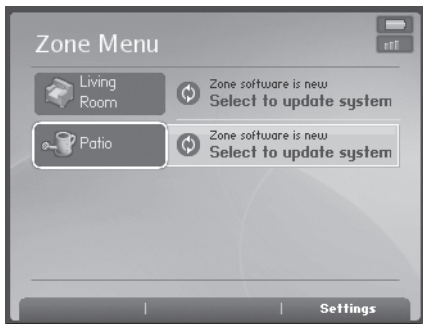 Zone Menu
Living
Room
Zone software is new
Select to update system
Patio
Zone software is new
Select to update system
Settings